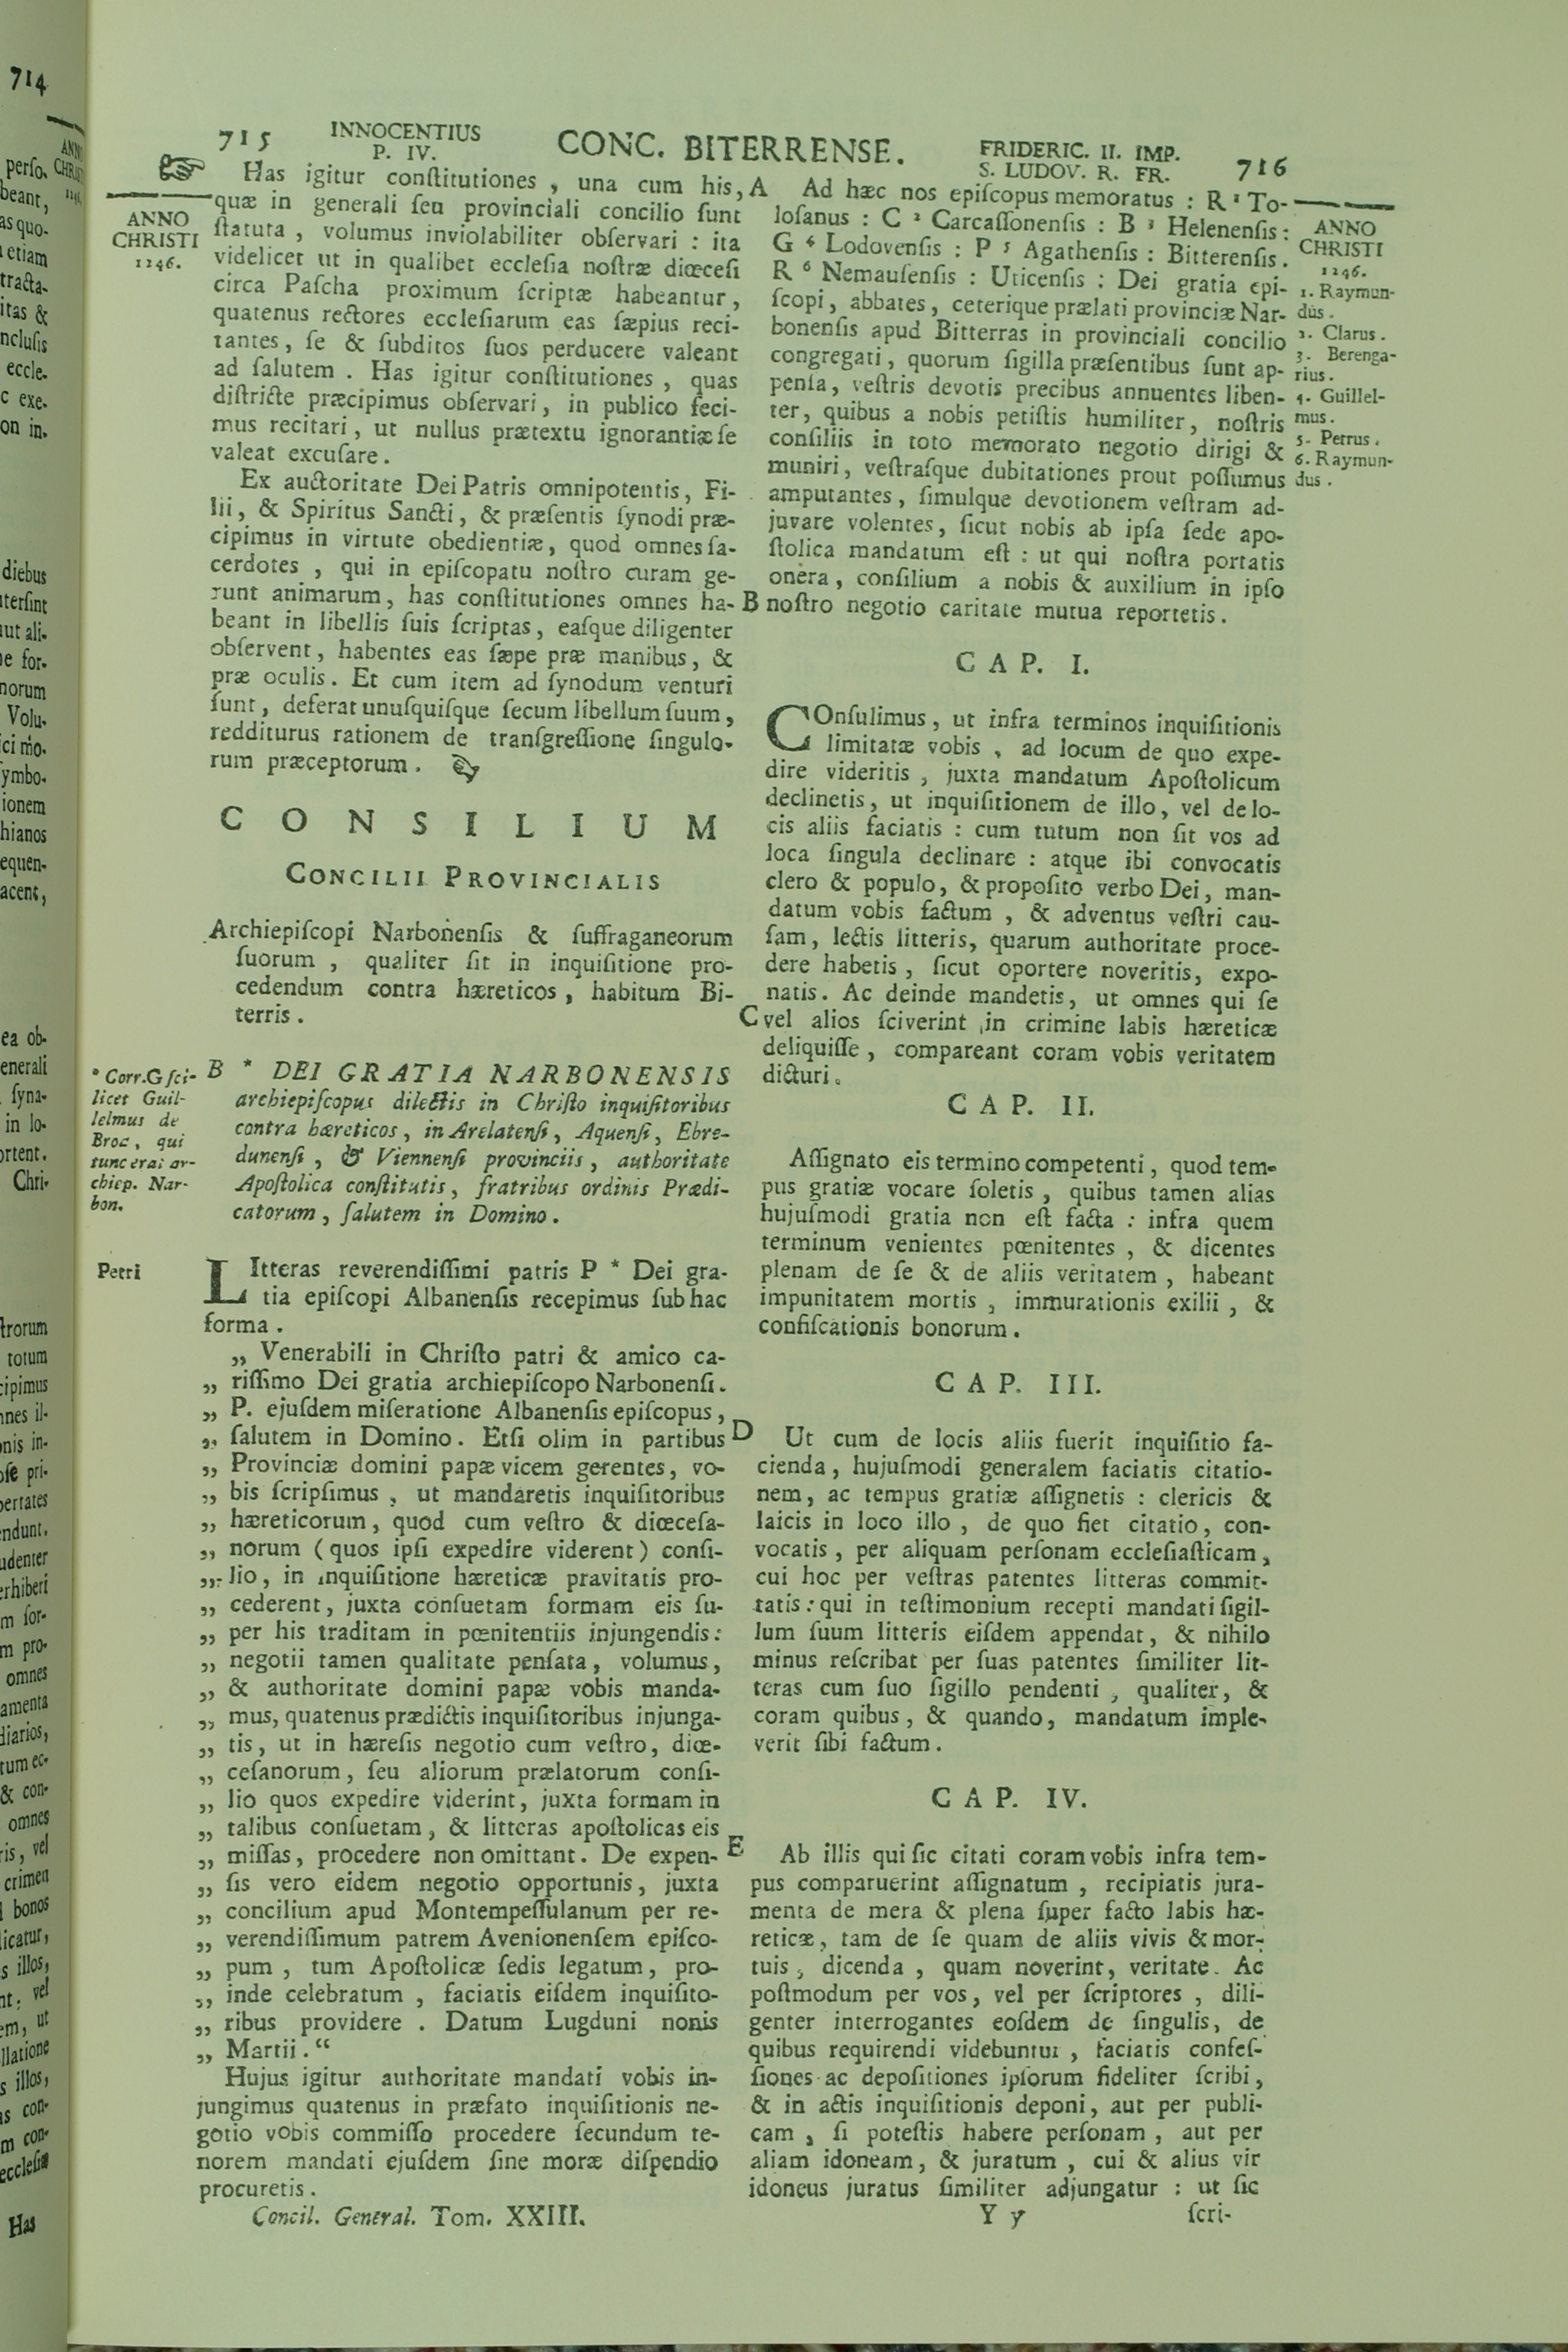 714
715
INNOCENTIUS
P. IV.
CONC. BITERRENSE.
FRIDERIC. II. IMP.
S. LUDOV. R. FR.
716
ANNO
CHRISTI
1246.
Has igitur conſtitutiones , una cum his,
quæ in generali ſeu provinciali concilio ſunt
ſtatuta , volumus inviolabiliter obſervari : ita
videlicet ut in qualibet eccleſia noſtræ diœceſi
circa Paſcha proximum ſcriptæ habeantur,
quatenus rectores eccleſiarum eas ſæpius reci-
tantes, ſe & ſubditos ſuos perducere valeant
ad ſalutem . Has igitur conſtitutiones , quas
diſtricte præcipimus obſervari, in publico feci-
mus recitari, ut nullus prætextu ignorantiæ ſe
valeat excuſare.
Ex auctoritate Dei Patris omnipotentis, Fi-
lii, & Spiritus Sancti, & præſentis ſynodi præ-
cipimus in virtute obedientiæ, quod omnes ſa-
cerdotes , qui in epiſcopatu noſtro curam ge-
runt animarum, has conſtitutiones omnes ha-
beant in libellis ſuis ſcriptas, eaſque diligenter
obſervent, habentes eas ſæpe præ manibus, &
præ oculis. Et cum item ad ſynodum venturi
ſunt, deferat unuſquiſque ſecum libellum ſuum,
redditurus rationem de tranſgreſſione ſingulo-
rum præceptorum.
CONSILIUM
CONCILII PROVINCIALIS
Archiepiſcopi Narbonenſis & ſuffraganeorum
ſuorum , qualiter ſit in inquiſitione pro-
cedendum contra hæreticos, habitum Bi-
terris.
* Corr. G ſci-
licet Guil-
lelmus de
Broc, qui
tunc erat ar-
chiep. Nar-
bon.
B * DEI GRATIA NARBONENSIS
archiepiſcopus dilectis in Chriſto inquiſitoribus
contra hæreticos, in Arelatenſi, Aquenſi, Ebre-
dunenſi , & Viennenſi provinciis, authoritate
Apoſtolica conſtitutis, fratribus ordinis Prædi-
catorum, ſalutem in Domino.
Petri
LItteras reverendiſſimi patris P * Dei gra-
tia epiſcopi Albanenſis recepimus ſub hac
forma.
„ Venerabili in Chriſto patri & amico ca-
„ riſſimo Dei gratia archiepiſcopo Narbonenſi.
„ P. ejuſdem miſeratione Albanenſis epiſcopus,
„ ſalutem in Domino. Etſi olim in partibus
„ Provinciæ domini papæ vicem gerentes, vo-
„ bis ſcripſimus, ut mandaretis inquiſitoribus
„ hæreticorum, quod cum veſtro & diœceſa-
„ norum (quos ipſi expedire viderent) conſi-
„ lio, in inquiſitione hæreticæ pravitatis pro-
„ cederent, juxta conſuetam formam eis ſu-
„ per his traditam in pœnitentiis injungendis:
„ negotii tamen qualitate penſata, volumus,
„ & authoritate domini papæ vobis manda-
„ mus, quatenus prædictis inquiſitoribus injunga-
„ tis, ut in hæreſis negotio cum veſtro, diœ-
„ ceſanorum, ſeu aliorum prælatorum conſi-
„ lio quos expedire viderint, juxta formam in
„ talibus conſuetam, & litteras apoſtolicas eis
„ miſſas, procedere non omittant. De expen-
„ ſis vero eidem negotio opportunis, juxta
„ concilium apud Montempeſſulanum per re-
„ verendiſſimum patrem Avenionenſem epiſco-
„ pum , tum Apoſtolicæ ſedis legatum, pro-
„ inde celebratum , faciatis eiſdem inquiſito-
„ ribus providere . Datum Lugduni nonis
„ Martii.“
Hujus igitur authoritate mandati vobis in-
jungimus quatenus in præfato inquiſitionis ne-
gotio vobis commiſſo procedere ſecundum te-
norem mandati ejuſdem ſine moræ diſpendio
procuretis.
Concil. General. Tom. XXIII.
A
B
C
D
E
Ad hæc nos epiſcopus memoratus : R 1 To-
loſanus : C 2 Carcaſſonenſis : B 3 Helenenſis:
G 4 Lodovenſis : P 5 Agathenſis : Bitterenſis.
R 6 Nemauſenſis : Uticenſis : Dei gratia epi-
ſcopi, abbates, ceterique prælati provinciæ Nar-
bonenſis apud Bitterras in provinciali concilio
congregati, quorum ſigilla præſentibus ſunt ap-
penſa, veſtris devotis precibus annuentes liben-
ter, quibus a nobis petiſtis humiliter, noſtris
conſiliis in toto memorato negotio dirigi &
muniri, veſtraſque dubitationes prout poſſumus
amputantes, ſimulque devotionem veſtram ad-
juvare volentes, ſicut nobis ab ipſa ſede apo-
ſtolica mandatum eſt : ut qui noſtra portatis
onera, conſilium a nobis & auxilium in ipſo
noſtro negotio caritate mutua reportetis.
ANNO
CHRISTI
1246.
1. Raymun-
dus.
2. Clarus.
3. Berenga-
rius.
4. Guillel-
mus.
5. Petrus.
6. Raymun-
dus.
CAP. I.
COnſulimus, ut infra terminos inquiſitionis
limitatæ vobis , ad locum de quo expe-
dire videritis , juxta mandatum Apoſtolicum
declinetis, ut inquiſitionem de illo, vel de lo-
cis aliis faciatis : cum tutum non ſit vos ad
loca ſingula declinare : atque ibi convocatis
clero & populo, & propoſito verbo Dei, man-
datum vobis factum , & adventus veſtri cau-
ſam, lectis litteris, quarum authoritate proce-
dere habetis, ſicut oportere noveritis, expo-
natis. Ac deinde mandetis, ut omnes qui ſe
vel alios ſciverint in crimine labis hæreticæ
deliquiſſe, compareant coram vobis veritatem
dicturi.
CAP. II.
Aſſignato eis termino competenti, quod tem-
pus gratiæ vocare ſoletis, quibus tamen alias
hujuſmodi gratia non eſt facta : infra quem
terminum venientes pœnitentes , & dicentes
plenam de ſe & de aliis veritatem, habeant
impunitatem mortis , immurationis exilii , &
confiſcationis bonorum.
CAP. III.
Ut cum de locis aliis fuerit inquiſitio fa-
cienda, hujuſmodi generalem faciatis citatio-
nem, ac tempus gratiæ aſſignetis : clericis &
laicis in loco illo , de quo fiet citatio, con-
vocatis, per aliquam perſonam eccleſiaſticam,
cui hoc per veſtras patentes litteras commit-
tatis: qui in teſtimonium recepti mandati ſigil-
lum ſuum litteris eiſdem appendat, & nihilo
minus reſcribat per ſuas patentes ſimiliter lit-
teras cum ſuo ſigillo pendenti , qualiter, &
coram quibus, & quando, mandatum imple-
verit ſibi factum.
CAP. IV.
Ab illis qui ſic citati coram vobis infra tem-
pus comparuerint aſſignatum , recipiatis jura-
menta de mera & plena ſuper facto labis hæ-
reticæ, tam de ſe quam de aliis vivis & mor-
tuis, dicenda , quam noverint, veritate. Ac
poſtmodum per vos, vel per ſcriptores , dili-
genter interrogantes eoſdem de ſingulis, de
quibus requirendi videbuntur , faciatis confeſ-
ſiones ac depoſitiones ipſorum fideliter ſcribi,
& in actis inquiſitionis deponi, aut per publi-
cam , ſi poteſtis habere perſonam , aut per
aliam idoneam, & juratum , cui & alius vir
idoneus juratus ſimiliter adjungatur : ut ſic
Y y
ſcri-